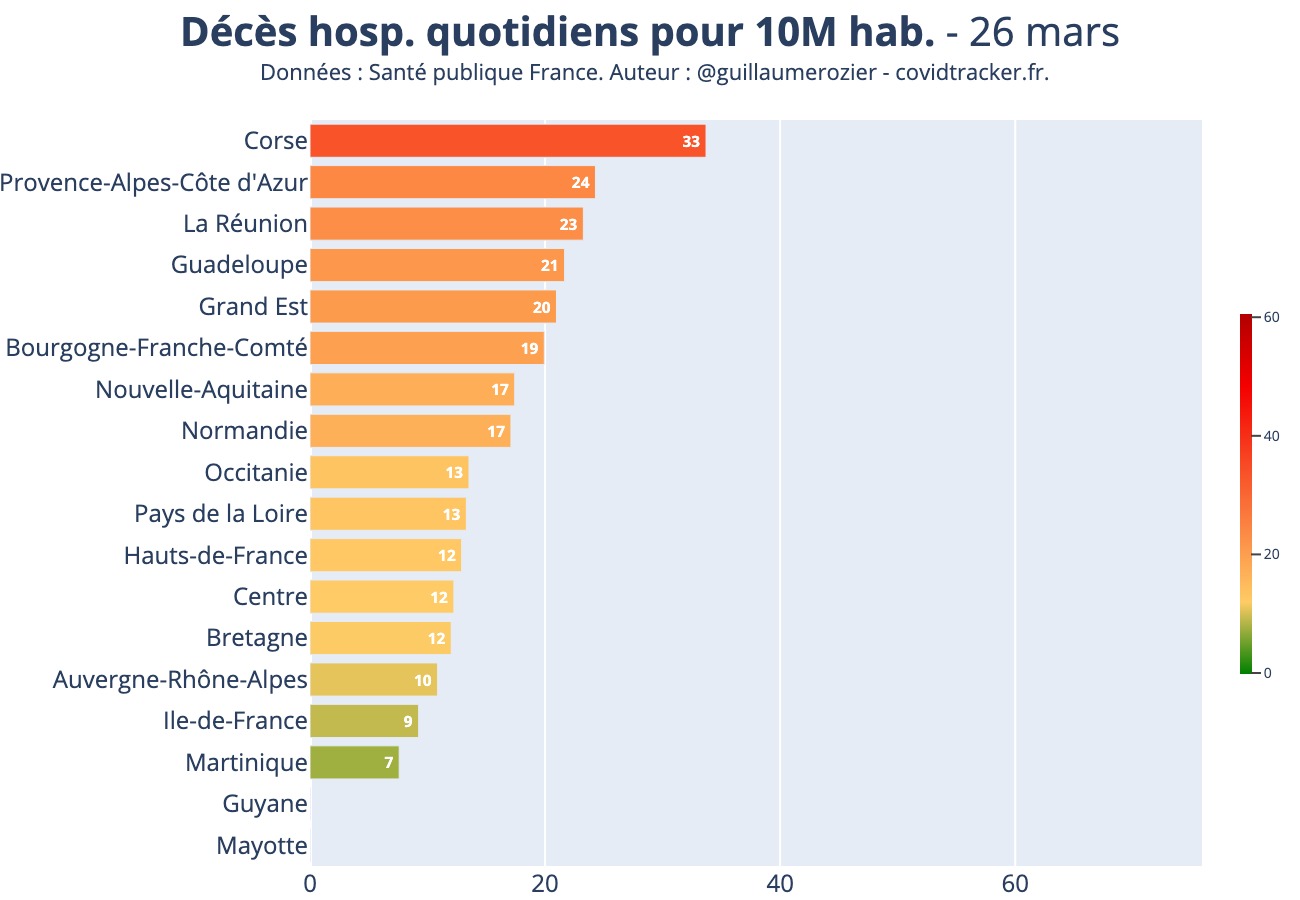 Décès hosp. quotidiens pour 10M hab. - 26 mars
Données : Santé publique France. Auteur : @guillaumerozier - covidtracker.fr.
Corse 33
Provence-Alpes-Côte d'Azur 24
La Réunion 23
Guadeloupe 21
Grand Est 20
Bourgogne-Franche-Comté 19
Nouvelle-Aquitaine 17
Normandie 17
Occitanie 13
Pays de la Loire 13
Hauts-de-France 12
Centre 12
Bretagne 12
Auvergne-Rhône-Alpes 10
Ile-de-France 9
Martinique 7
Guyane
Mayotte
0 20 40 60
60
40
20
0